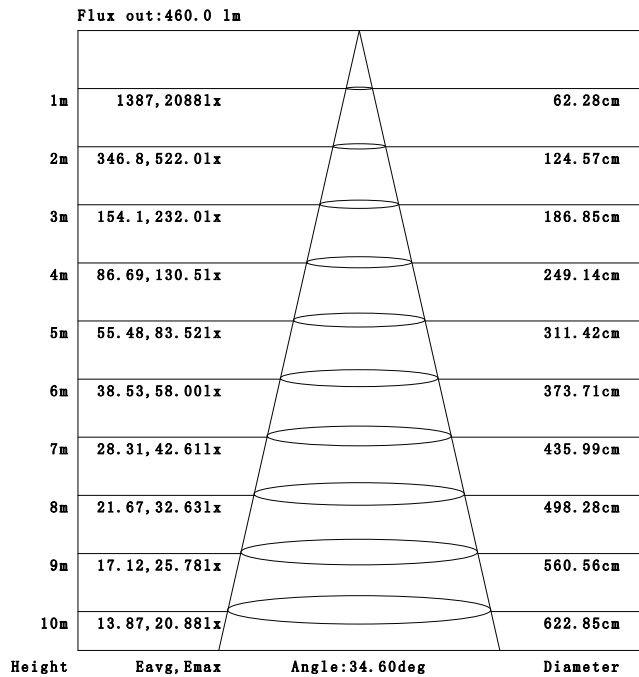 Flux out:460.0 lm
1m 1387,2088lx 62.28cm
2m 346.8,522.0lx 124.57cm
3m 154.1,232.0lx 186.85cm
4m 86.69,130.5lx 249.14cm
5m 55.48,83.52lx 311.42cm
6m 38.53,58.00lx 373.71cm
7m 28.31,42.61lx 435.99cm
8m 21.67,32.63lx 498.28cm
9m 17.12,25.78lx 560.56cm
10m 13.87,20.88lx 622.85cm
Height Eavg,Emax Angle:34.60deg Diameter